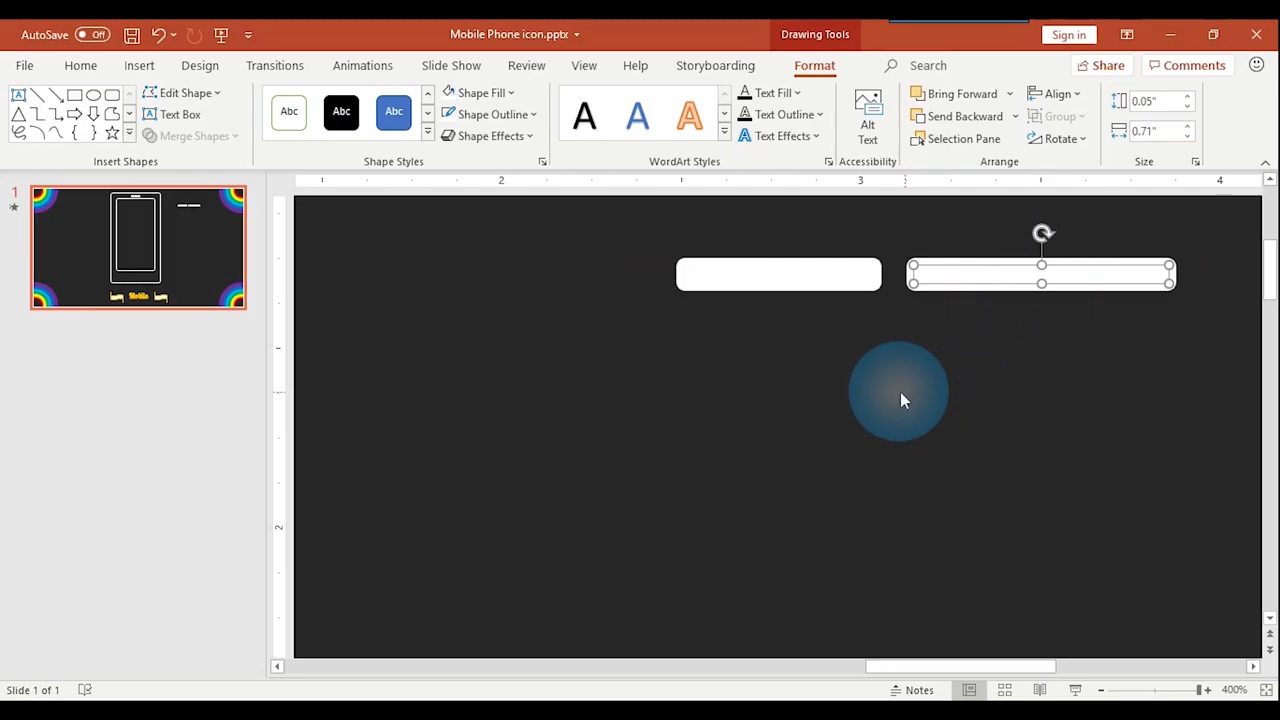 AutoSave Off Mobile Phone icon.pptx Drawing Tools Sign in
File Home Insert Design Transitions Animations Slide Show Review View Help Storyboarding Format Search Share Comments
Edit Shape Abc Abc Abc Shape Fill A A A Text Fill Bring Forward Align 0.05"
Text Box Shape Outline Text Outline Alt Text Send Backward Group 0.71"
Merge Shapes Shape Effects Text Effects Selection Pane Rotate
Insert Shapes Shape Styles WordArt Styles Accessibility Arrange Size
2 3 4
1
Mobile
1
2
Slide 1 of 1 Notes 400%